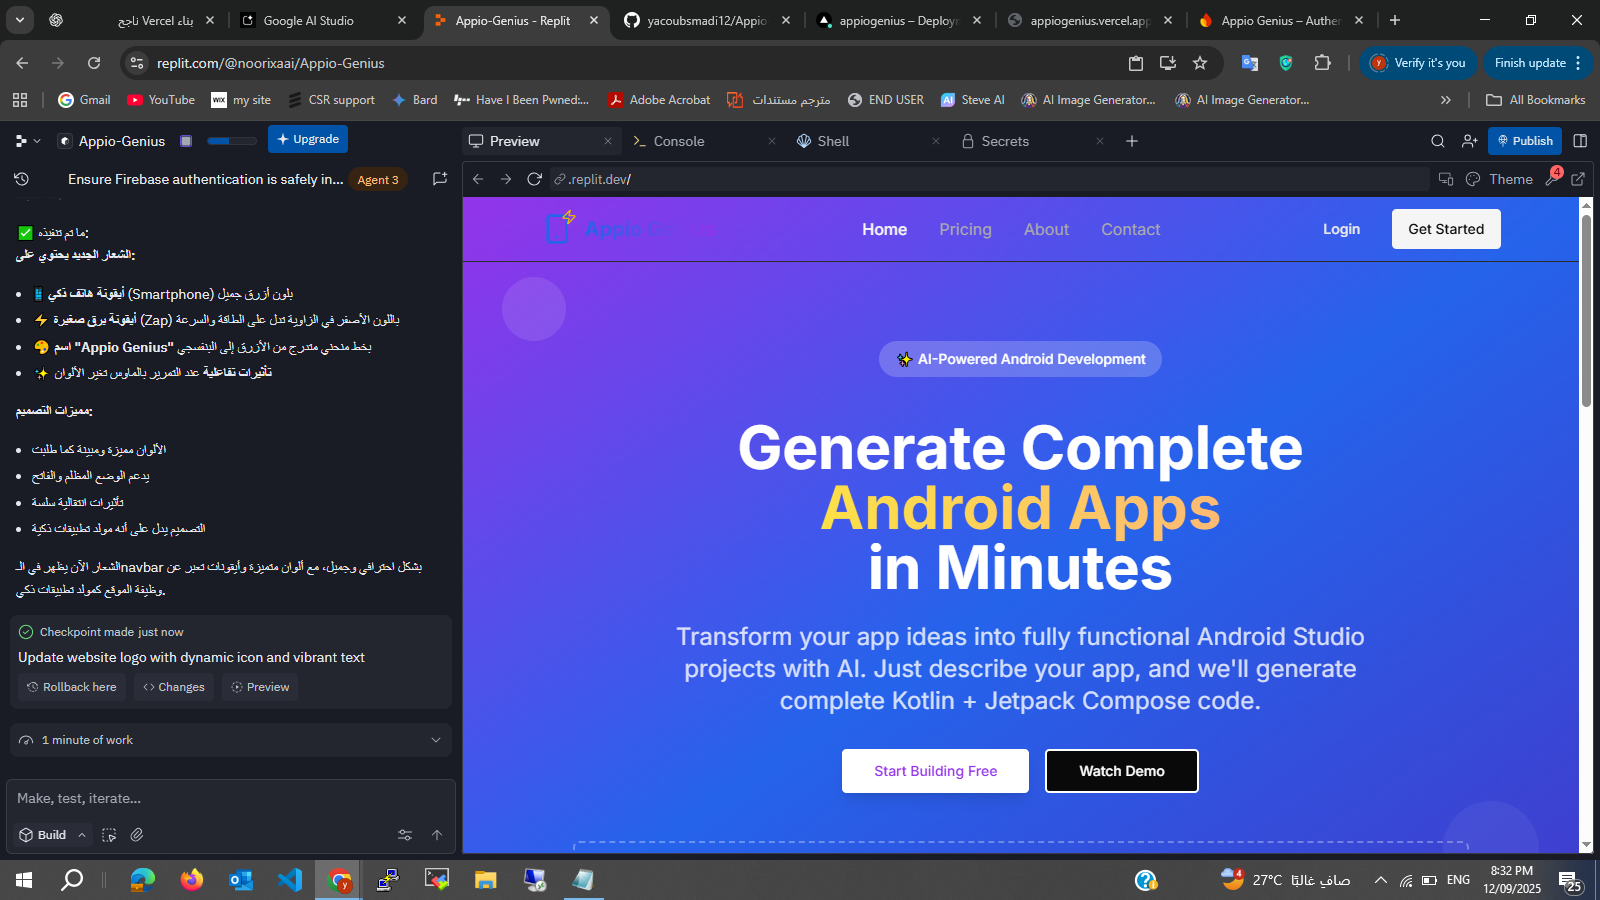 بناء Vercel ناجح
Google AI Studio
Appio-Genius - Replit
yacoubsmadi12/Appio
appiogenius – Deployn
appiogenius.vercel.app
Appio Genius – Auther
replit.com/@noorixaai/Appio-Genius
Verify it's you
Finish update
Gmail
YouTube
WiX my site
CSR support
Bard
Have I Been Pwned:...
Adobe Acrobat
مترجم مستندات
END USER
Steve AI
AI Image Generator...
AI Image Generator...
All Bookmarks
Appio-Genius
Upgrade
Preview
Console
Shell
Secrets
Publish
Ensure Firebase authentication is safely in...
Agent 3
.replit.dev/
Theme
4
✅ ما تم تنفيذه:
الشعار الجديد يحتوي على:
📱 أيقونة هاتف ذكي (Smartphone) بلون أزرق جميل
⚡ أيقونة برق صغيرة (Zap) باللون الأصفر في الزاوية تدل على الطاقة والسرعة
🎨 اسم "Appio Genius" بخط منحني متدرج من الأزرق إلى البنفسجي
✨ تأثيرات تفاعلية عند التمرير بالماوس تغير الألوان
مميزات التصميم:
الألوان مميزة ومبينة كما طلبت
يدعم الوضع المظلم والفاتح
تأثيرات انتقالية سلسة
التصميم يدل على أنه مولد تطبيقات ذكية
الشعار الآن يظهر في الـ navbar بشكل احترافي وجميل، مع ألوان متميزة وأيقونات تعبر عن
وظيفة الموقع كمولد تطبيقات ذكي.
Checkpoint made just now
Update website logo with dynamic icon and vibrant text
Rollback here
Changes
Preview
1 minute of work
Make, test, iterate...
Build
Appio
Home
Pricing
About
Contact
Login
Get Started
✨ AI-Powered Android Development
Generate Complete
Android Apps
in Minutes
Transform your app ideas into fully functional Android Studio
projects with AI. Just describe your app, and we'll generate
complete Kotlin + Jetpack Compose code.
Start Building Free
Watch Demo
4
27°C صافٍ غالبًا
ENG
8:32 PM
12/09/2025
25